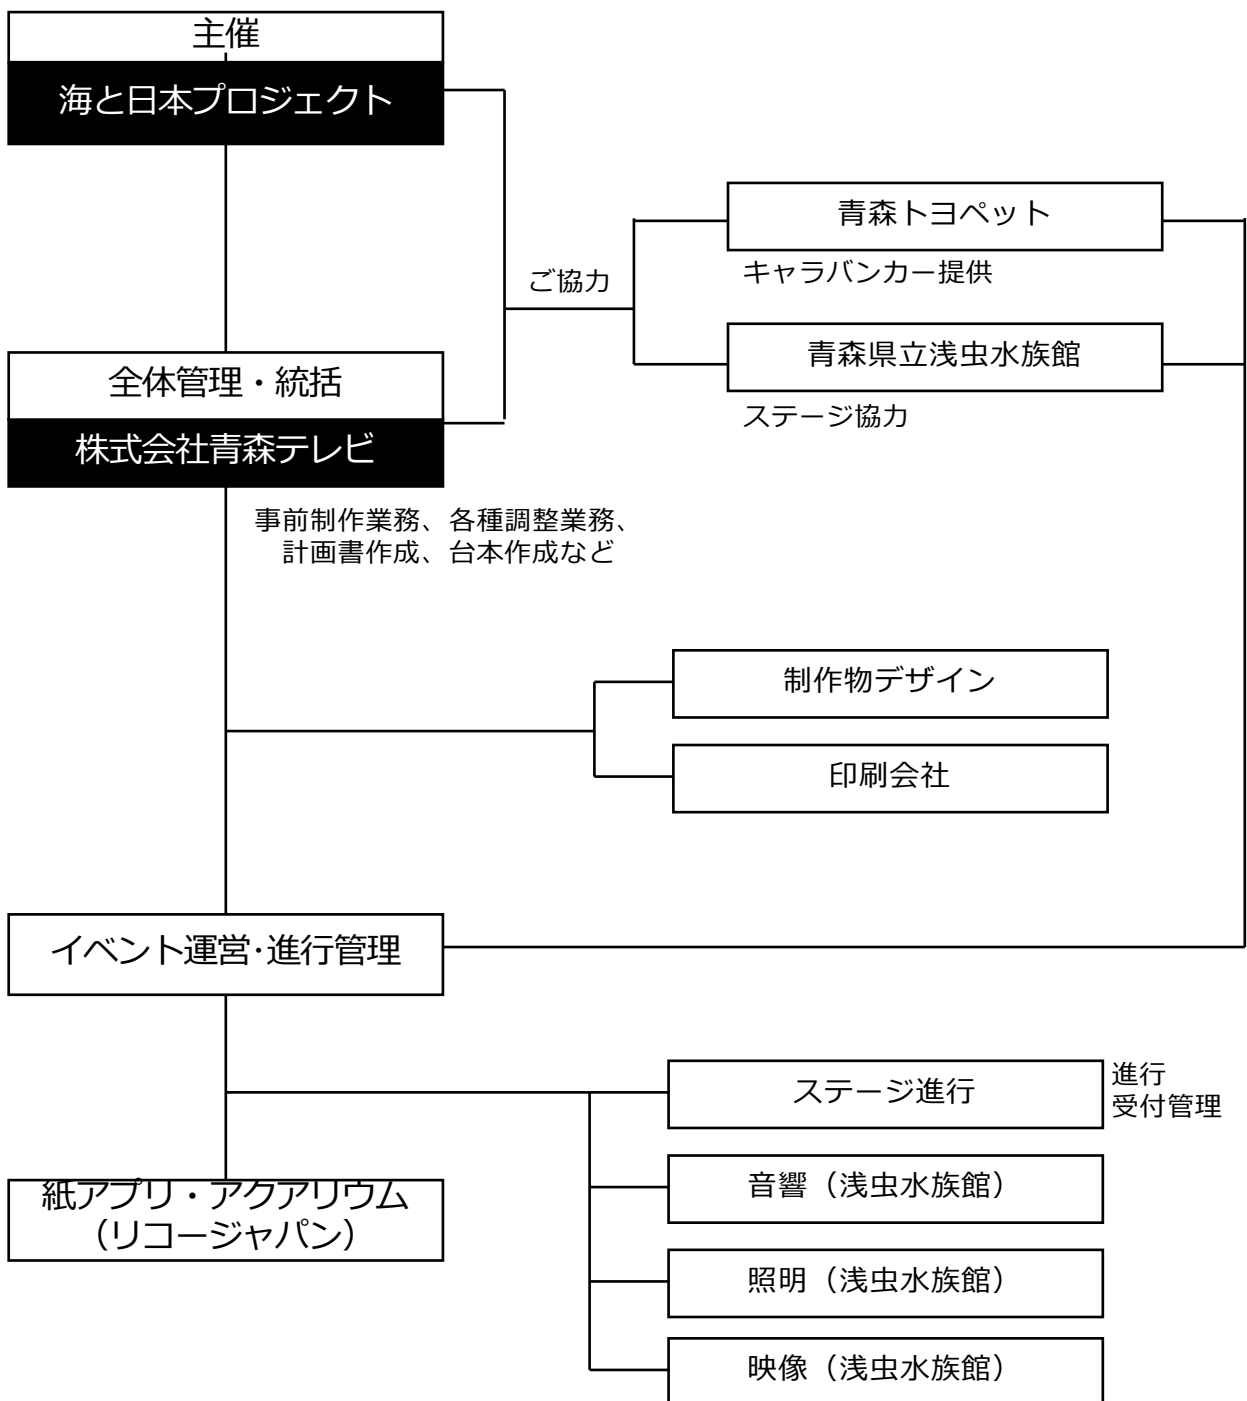 主催
海と日本プロジェクト
青森トヨペット
キャラバンカー提供
ご協力
青森県立浅虫水族館
ステージ協力
全体管理・統括
株式会社青森テレビ
事前制作業務、各種調整業務、
計画書作成、台本作成など
制作物デザイン
印刷会社
イベント運営･進行管理
ステージ進行
進行
受付管理
音響（浅虫水族館）
紙アプリ・アクアリウム
（リコージャパン）
照明（浅虫水族館）
映像（浅虫水族館）